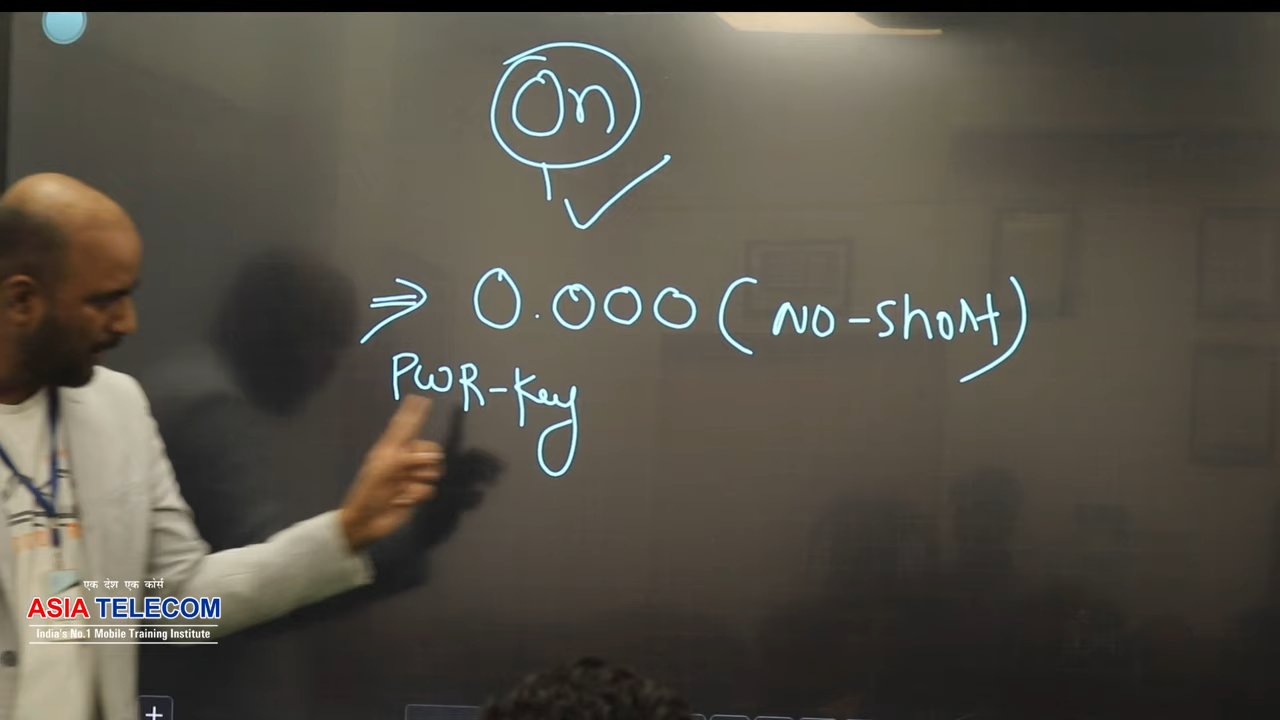 On
⇒ 0.000 (NO-short)
PWR-Key
एक देश एक कोर्स
ASIA TELECOM
India's No.1 Mobile Training Institute
+